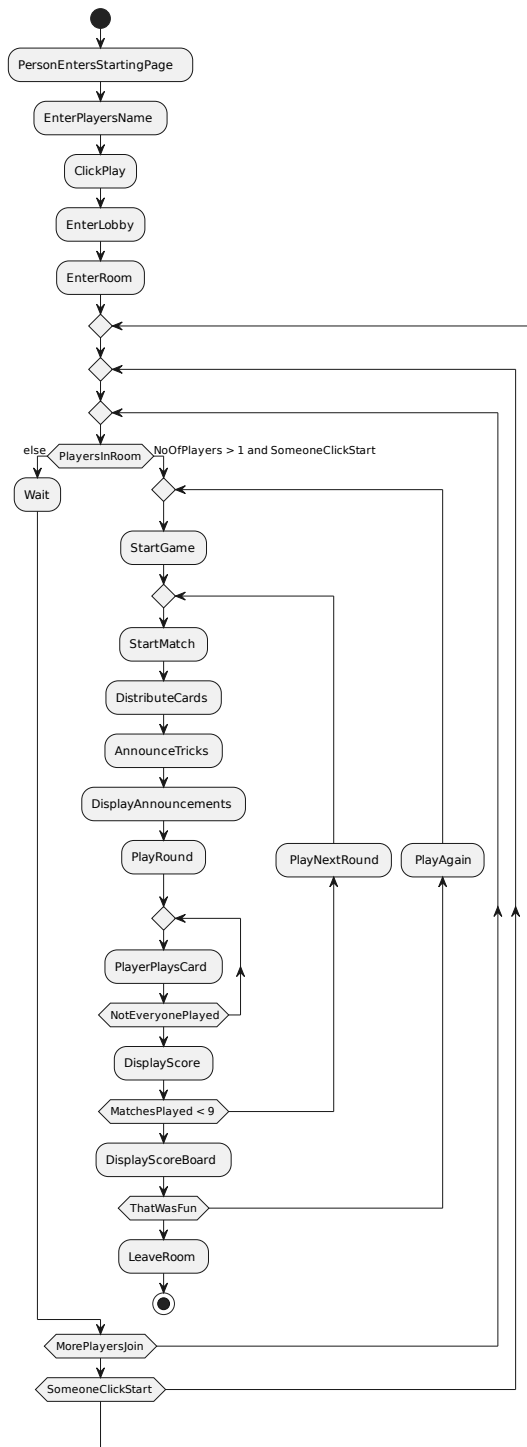 PersonEntersStartingPage
EnterPlayersName
ClickPlay
EnterLobby
EnterRoom
else
PlayersInRoom
NoOfPlayers > 1 and SomeoneClickStart
Wait
StartGame
StartMatch
DistributeCards
AnnounceTricks
DisplayAnnouncements
PlayRound
PlayNextRound
PlayAgain
PlayerPlaysCard
NotEveryonePlayed
DisplayScore
MatchesPlayed < 9
DisplayScoreBoard
ThatWasFun
LeaveRoom
MorePlayersJoin
SomeoneClickStart